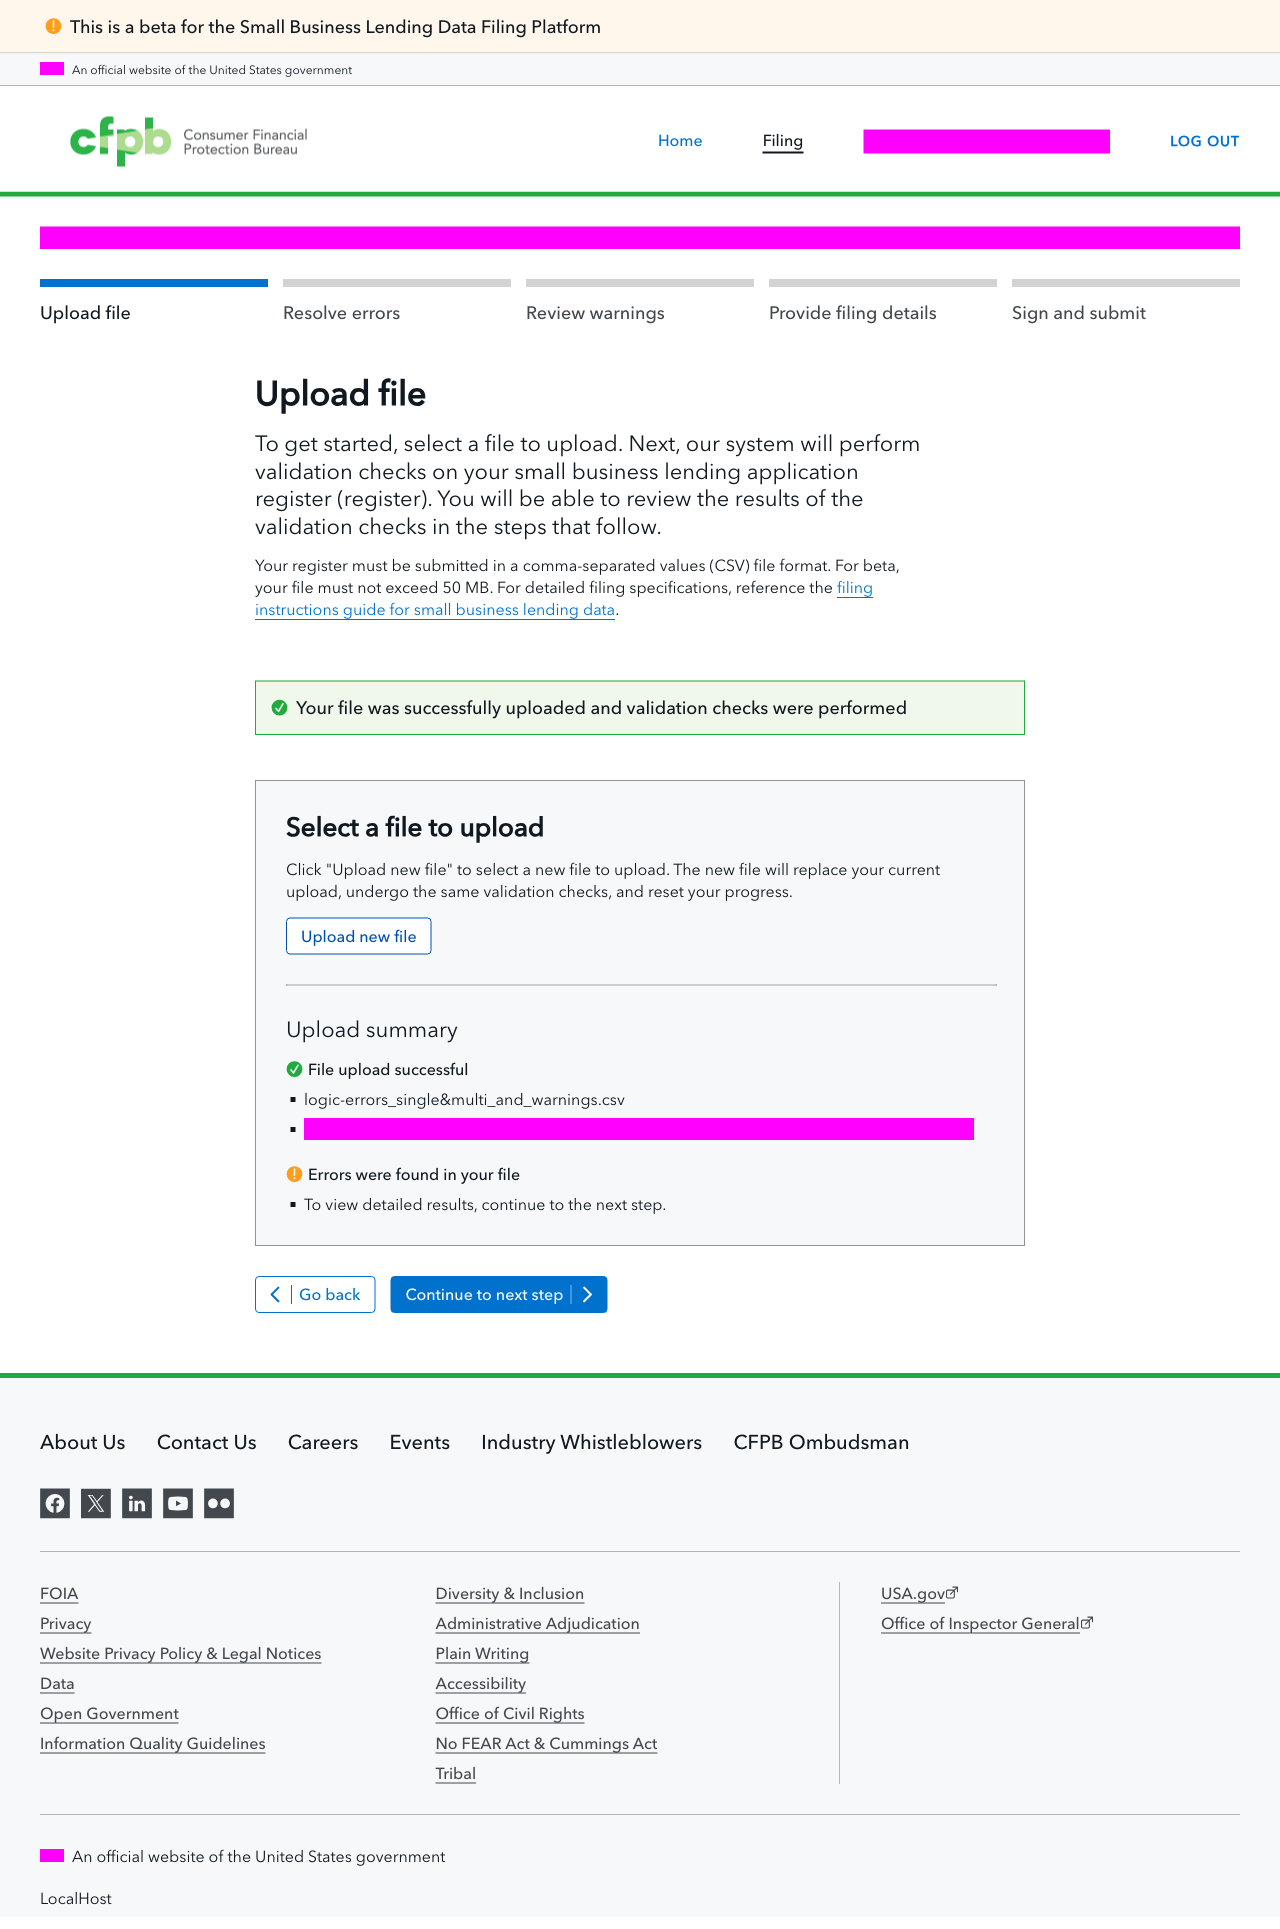 This is a beta for the Small Business Lending Data Filing Platform
An official website of the United States government
cfpb Consumer Financial
Protection Bureau
Home Filing LOG OUT
Upload file Resolve errors Review warnings Provide filing details Sign and submit
Upload file
To get started, select a file to upload. Next, our system will perform
validation checks on your small business lending application
register (register). You will be able to review the results of the
validation checks in the steps that follow.
Your register must be submitted in a comma-separated values (CSV) file format. For beta,
your file must not exceed 50 MB. For detailed filing specifications, reference the filing
instructions guide for small business lending data.
Your file was successfully uploaded and validation checks were performed
Select a file to upload
Click "Upload new file" to select a new file to upload. The new file will replace your current
upload, undergo the same validation checks, and reset your progress.
Upload new file
Upload summary
File upload successful
logic-errors_single&multi_and_warnings.csv
Errors were found in your file
To view detailed results, continue to the next step.
Go back Continue to next step
About Us Contact Us Careers Events Industry Whistleblowers CFPB Ombudsman
FOIA
Privacy
Website Privacy Policy & Legal Notices
Data
Open Government
Information Quality Guidelines
Diversity & Inclusion
Administrative Adjudication
Plain Writing
Accessibility
Office of Civil Rights
No FEAR Act & Cummings Act
Tribal
USA.gov
Office of Inspector General
An official website of the United States government
LocalHost